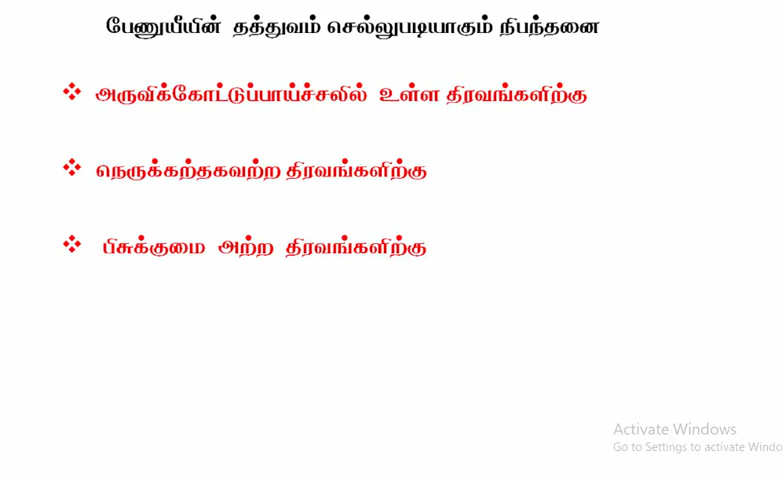 பேணுயீயின் தத்துவம் செல்லுபடியாகும் நிபந்தனை
❖ அருவிக்கோட்டுப்பாய்ச்சலில் உள்ள திரவங்களிற்கு
❖ நெருக்கற்தகவற்ற திரவங்களிற்கு
❖ பிசுக்குமை அற்ற திரவங்களிற்கு
Activate Windows
Go to Settings to activate Windo